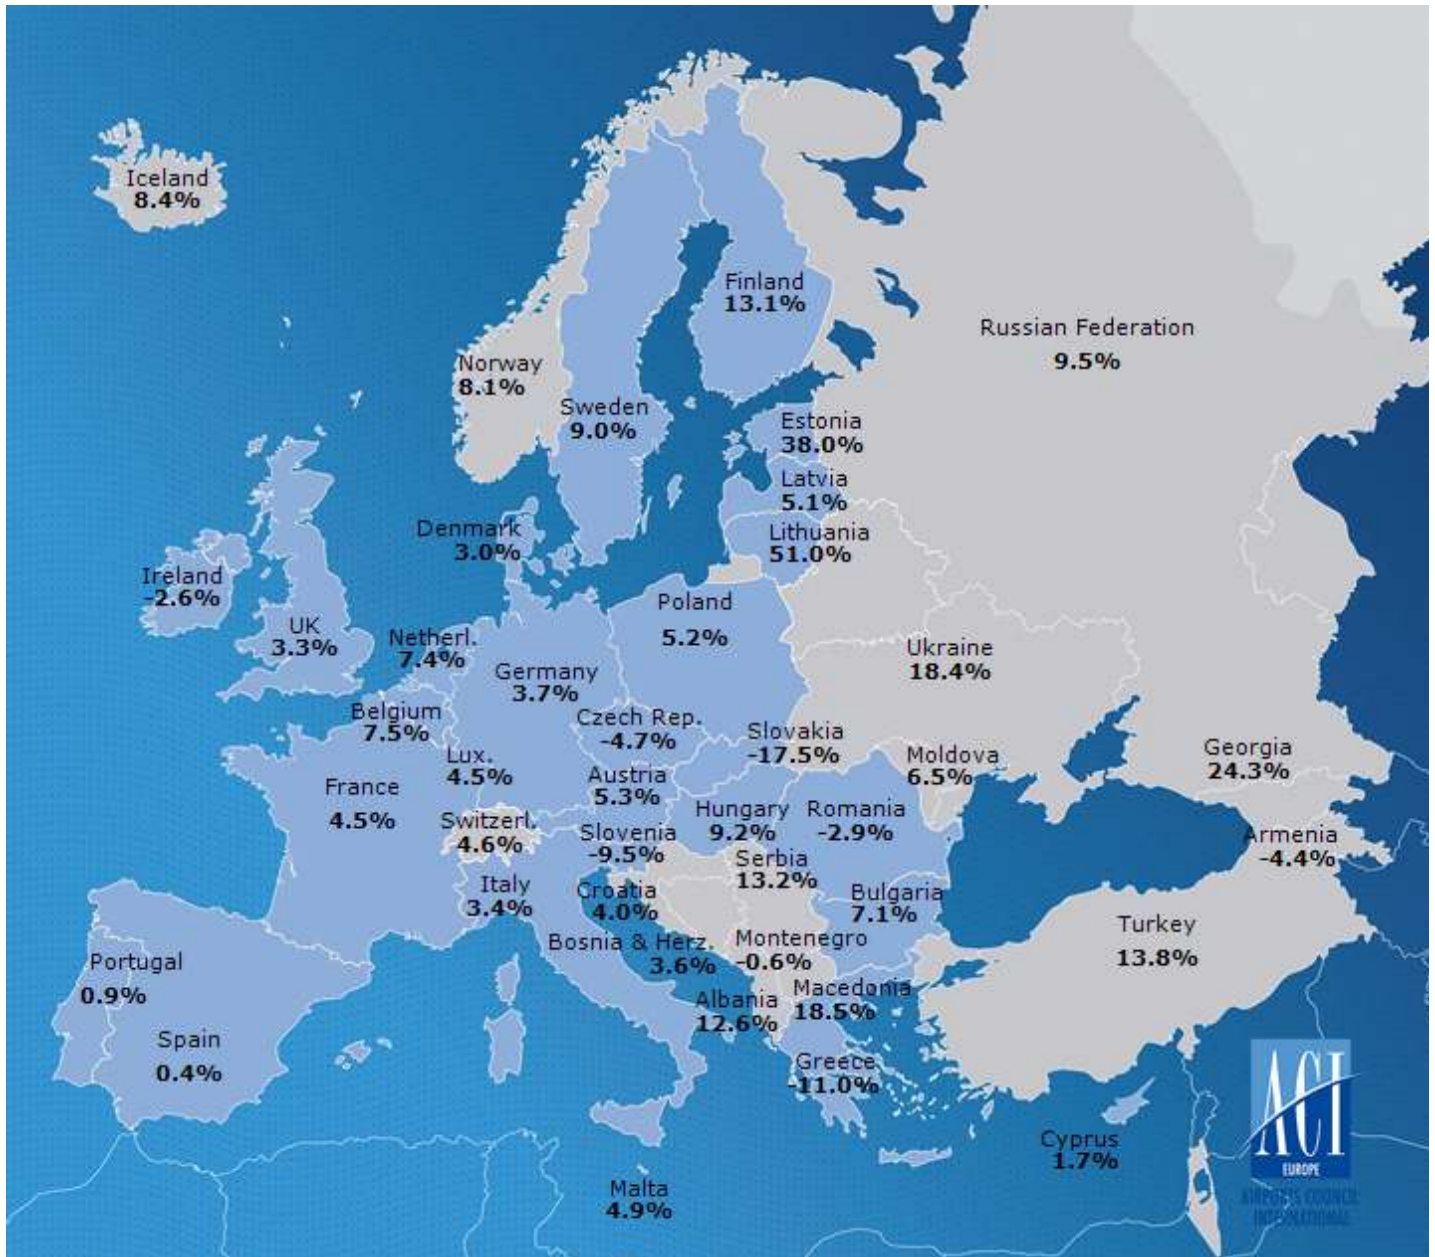 Iceland
8.4%
Finland
13.1%
Russian Federation
9.5%
Norway
8.1%
Sweden
9.0%
Estonia
38.0%
Latvia
5.1%
Denmark
3.0%
Lithuania
51.0%
Ireland
-2.6%
UK
3.3%
Poland
5.2%
Netherl.
7.4%
Ukraine
18.4%
Germany
3.7%
Belgium
7.5%
Czech Rep.
-4.7%
Slovakia
-17.5%
Moldova
6.5%
Georgia
24.3%
Lux.
4.5%
Austria
5.3%
France
4.5%
Hungary
9.2%
Romania
-2.9%
Switzerl.
4.6%
Slovenia
-9.5%
Armenia
-4.4%
Serbia
13.2%
Italy
3.4%
Croatia
4.0%
Bulgaria
7.1%
Turkey
13.8%
Bosnia & Herz.
3.6%
Montenegro
-0.6%
Portugal
0.9%
Albania
12.6%
Macedonia
18.5%
Spain
0.4%
Greece
-11.0%
Cyprus
1.7%
Malta
4.9%
ACI
EUROPE
AIRPORTS COUNCIL
INTERNATIONAL